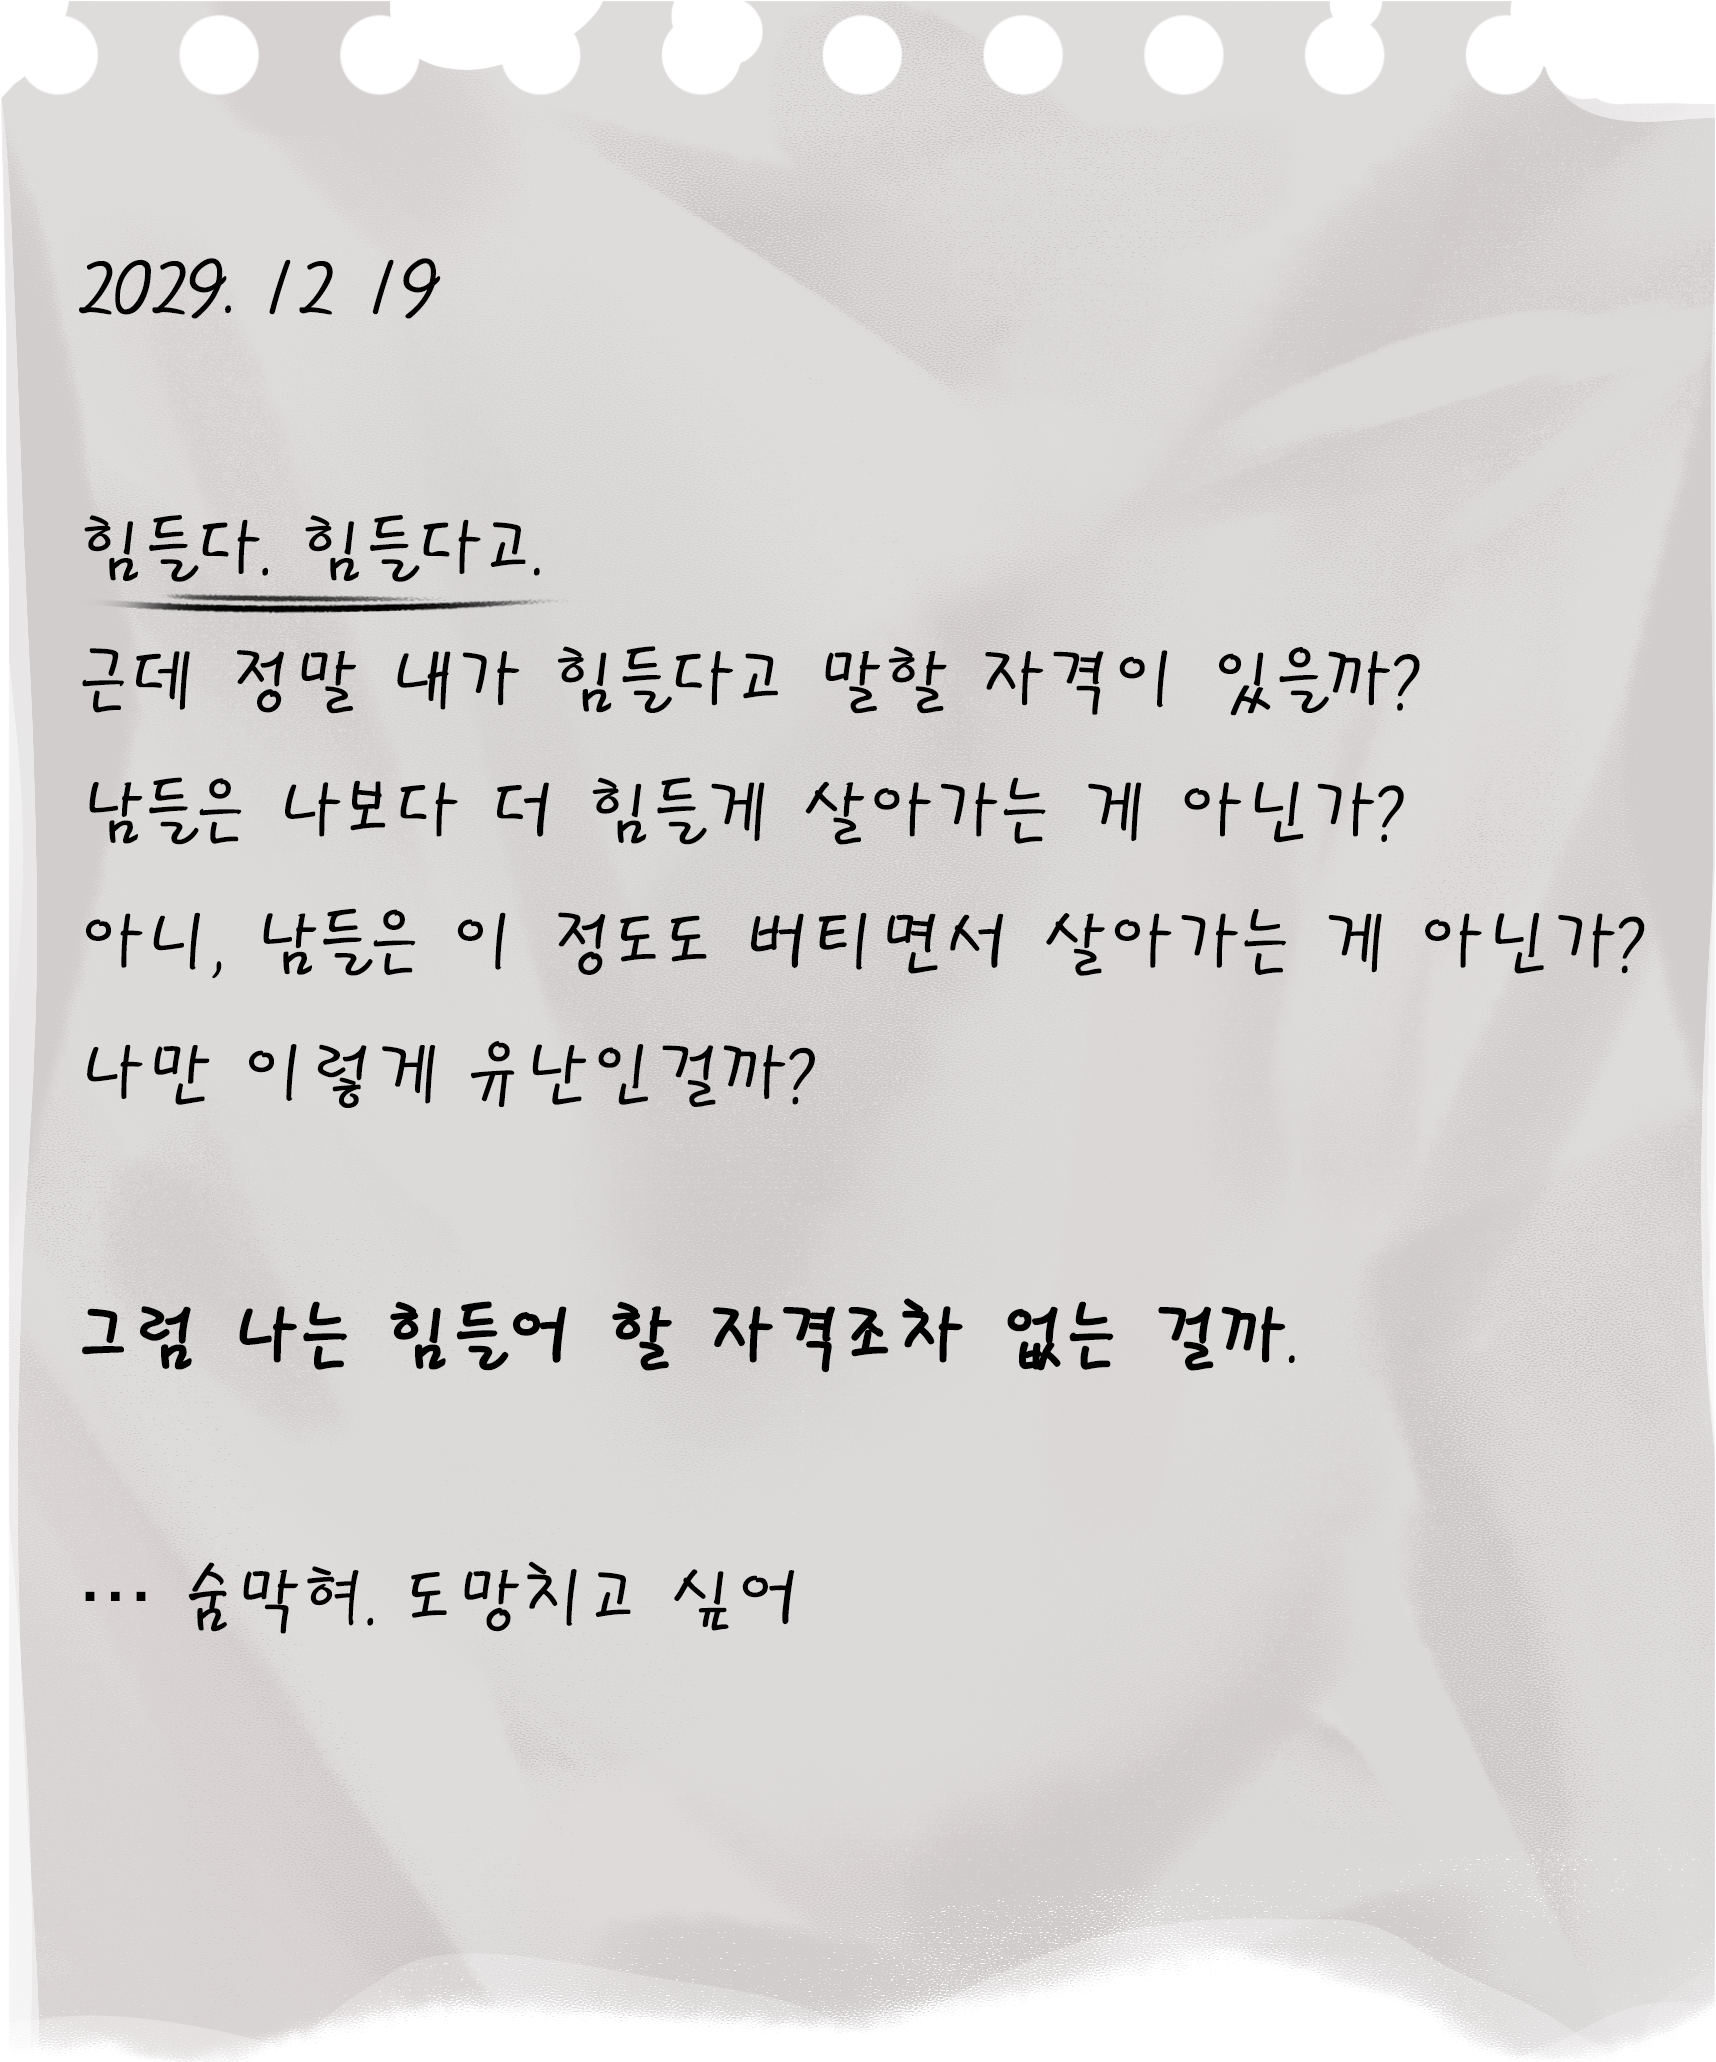 2029. 12 19
힘들다. 힘들다고.
근데 정말 내가 힘들다고 말할 자격이 있을까?
남들은 나보다 더 힘들게 살아가는 게 아닌가?
아니, 남들은 이 정도도 버티면서 살아가는 게 아닌가?
나만 이렇게 유난인걸까?
그럼 나는 힘들어 할 자격조차 없는 걸까.
... 숨막혀. 도망치고 싶어